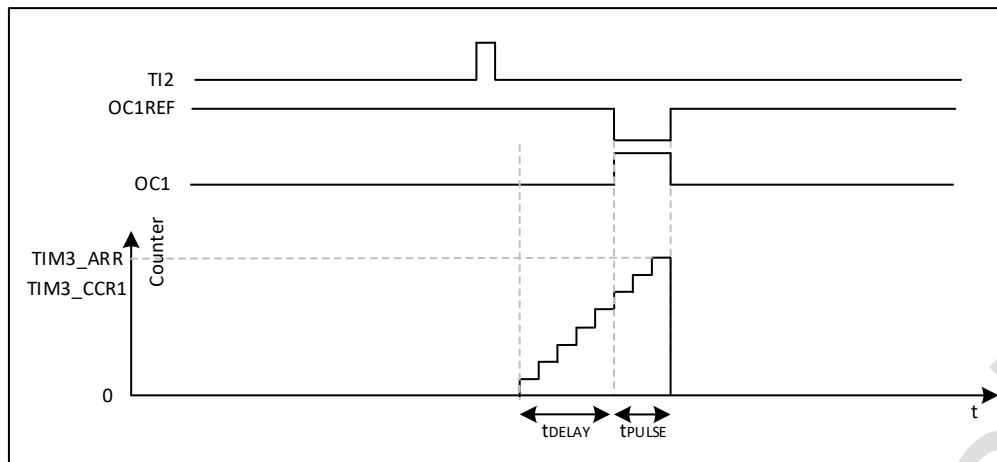 TI2
OC1REF
OC1
Counter
TIM3_ARR
TIM3_CCR1
0
t
tDELAY
tPULSE